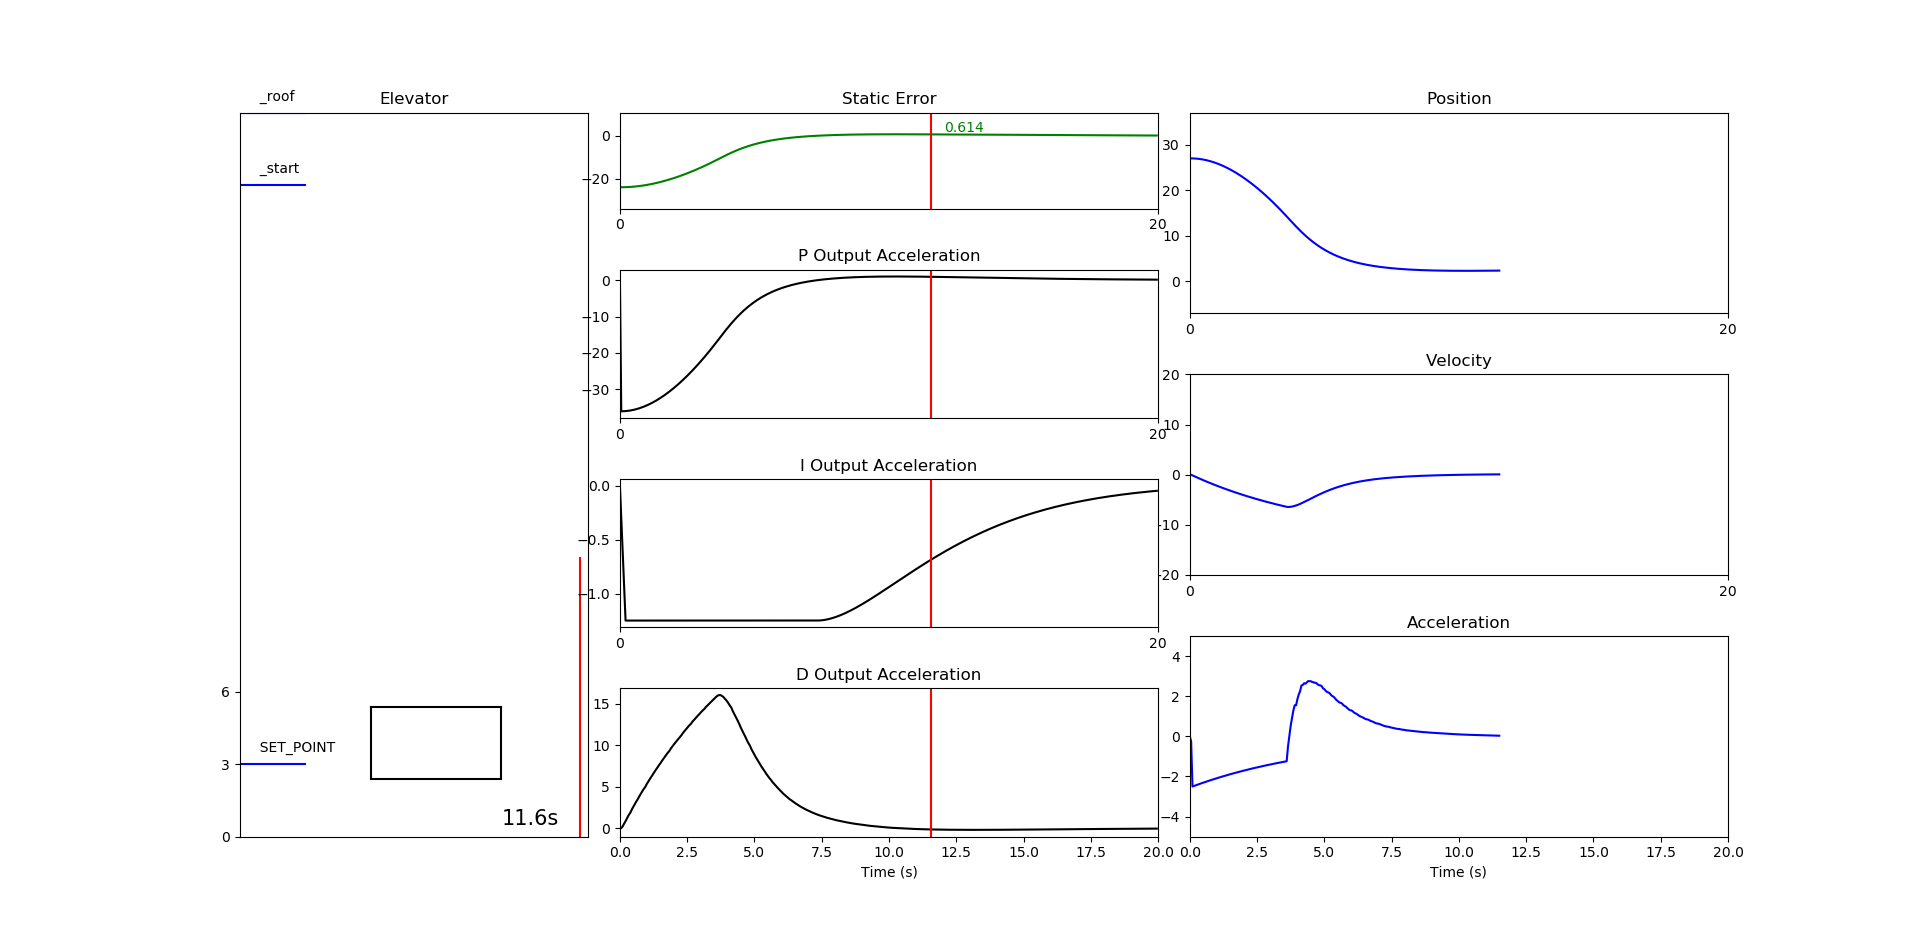 _roof
Elevator
_start
6
SET_POINT
3
11.6s
0
Static Error
0.614
0
−20
0
20
P Output Acceleration
0
−10
−20
−30
0
20
I Output Acceleration
0.0
−0.5
−1.0
0
20
D Output Acceleration
15
10
5
0
0.0 2.5 5.0 7.5 10.0 12.5 15.0 17.5 20.0
Time (s)
Position
30
20
10
0
0
20
Velocity
20
10
0
-10
-20
0
20
Acceleration
4
2
0
−2
−4
0.0 2.5 5.0 7.5 10.0 12.5 15.0 17.5 20.0
Time (s)